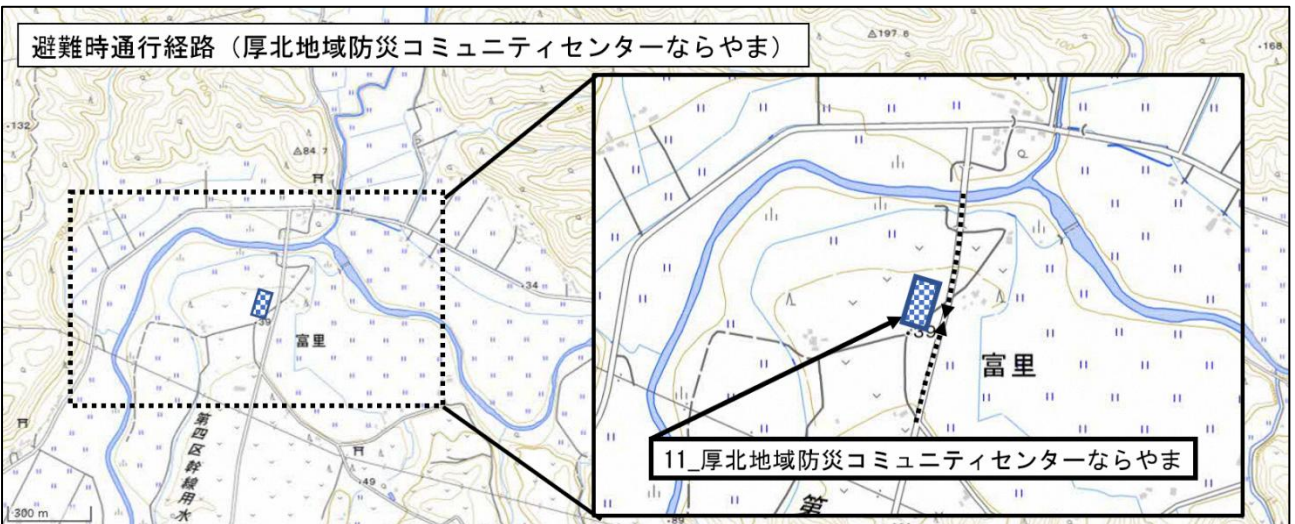 避難時通行経路（厚北地域防災コミュニティセンターならやま）
197.6
・168
・132
84.7
・34
・39
富里
第四区幹線用水
・49
300 m
・39
富里
11_厚北地域防災コミュニティセンターならやま
第
・89